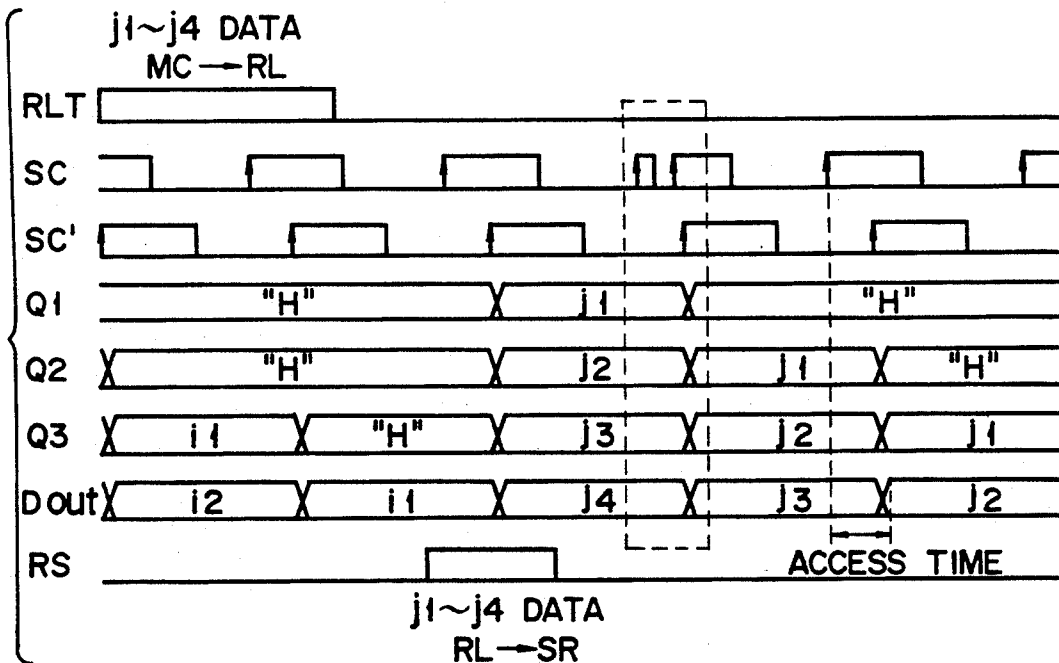 j1~j4 DATA
MC→RL
RLT
SC
SC'
Q1 "H" j1 "H"
Q2 "H" j2 j1 "H"
Q3 i1 "H" j3 j2 j1
Dout i2 i1 j4 j3 j2
RS ACCESS TIME
j1~j4 DATA
RL→SR